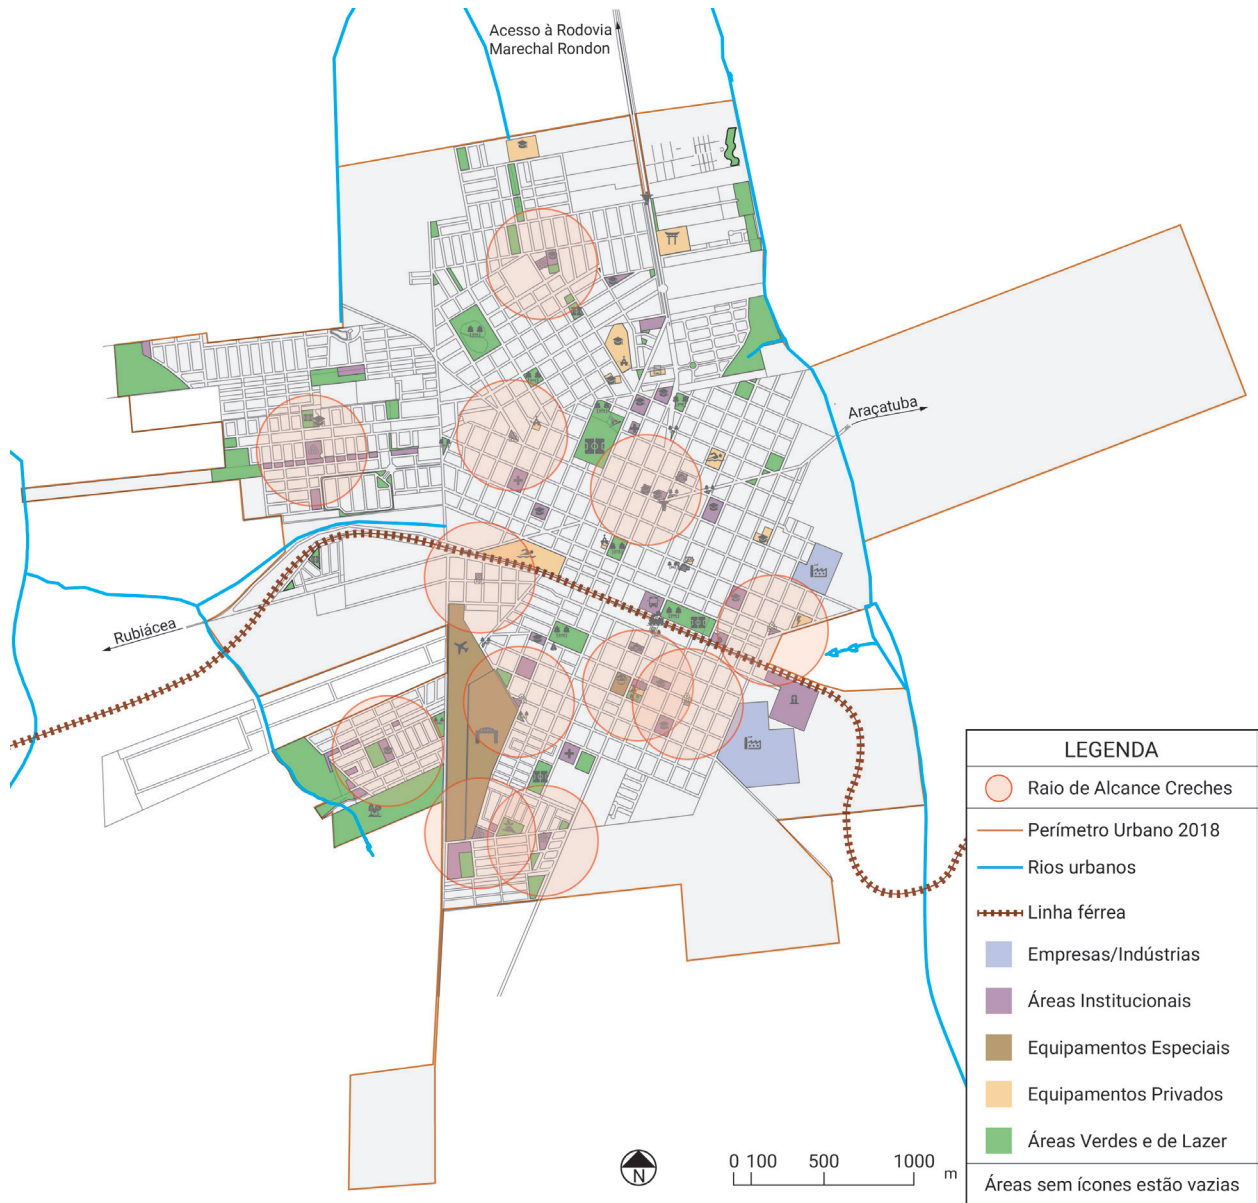 Acesso à Rodovia
Marechal Rondon
Araçatuba
Rubiácea
LEGENDA
Raio de Alcance Creches
Perímetro Urbano 2018
Rios urbanos
Linha férrea
Empresas/Indústrias
Áreas Institucionais
Equipamentos Especiais
Equipamentos Privados
Áreas Verdes e de Lazer
Áreas sem ícones estão vazias
N
0 100 500 1000 m